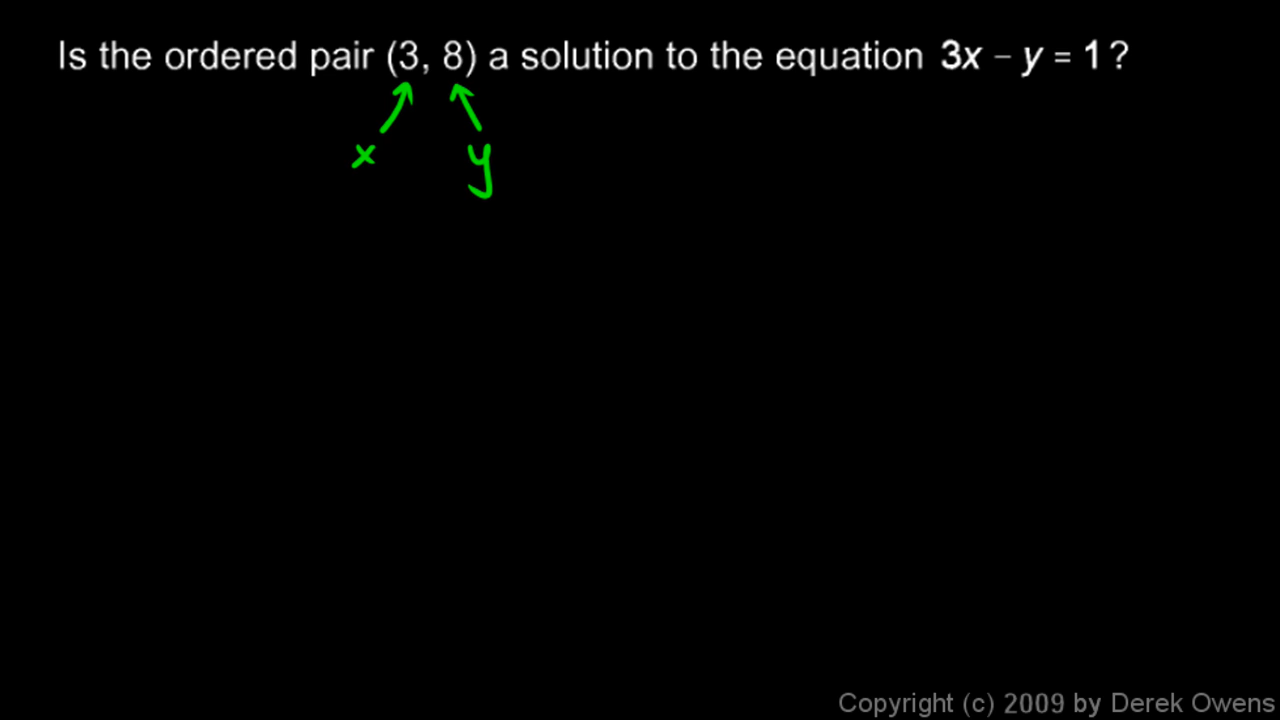 Is the ordered pair (3, 8) a solution to the equation 3x – y = 1?
x y
Copyright (c) 2009 by Derek Owens